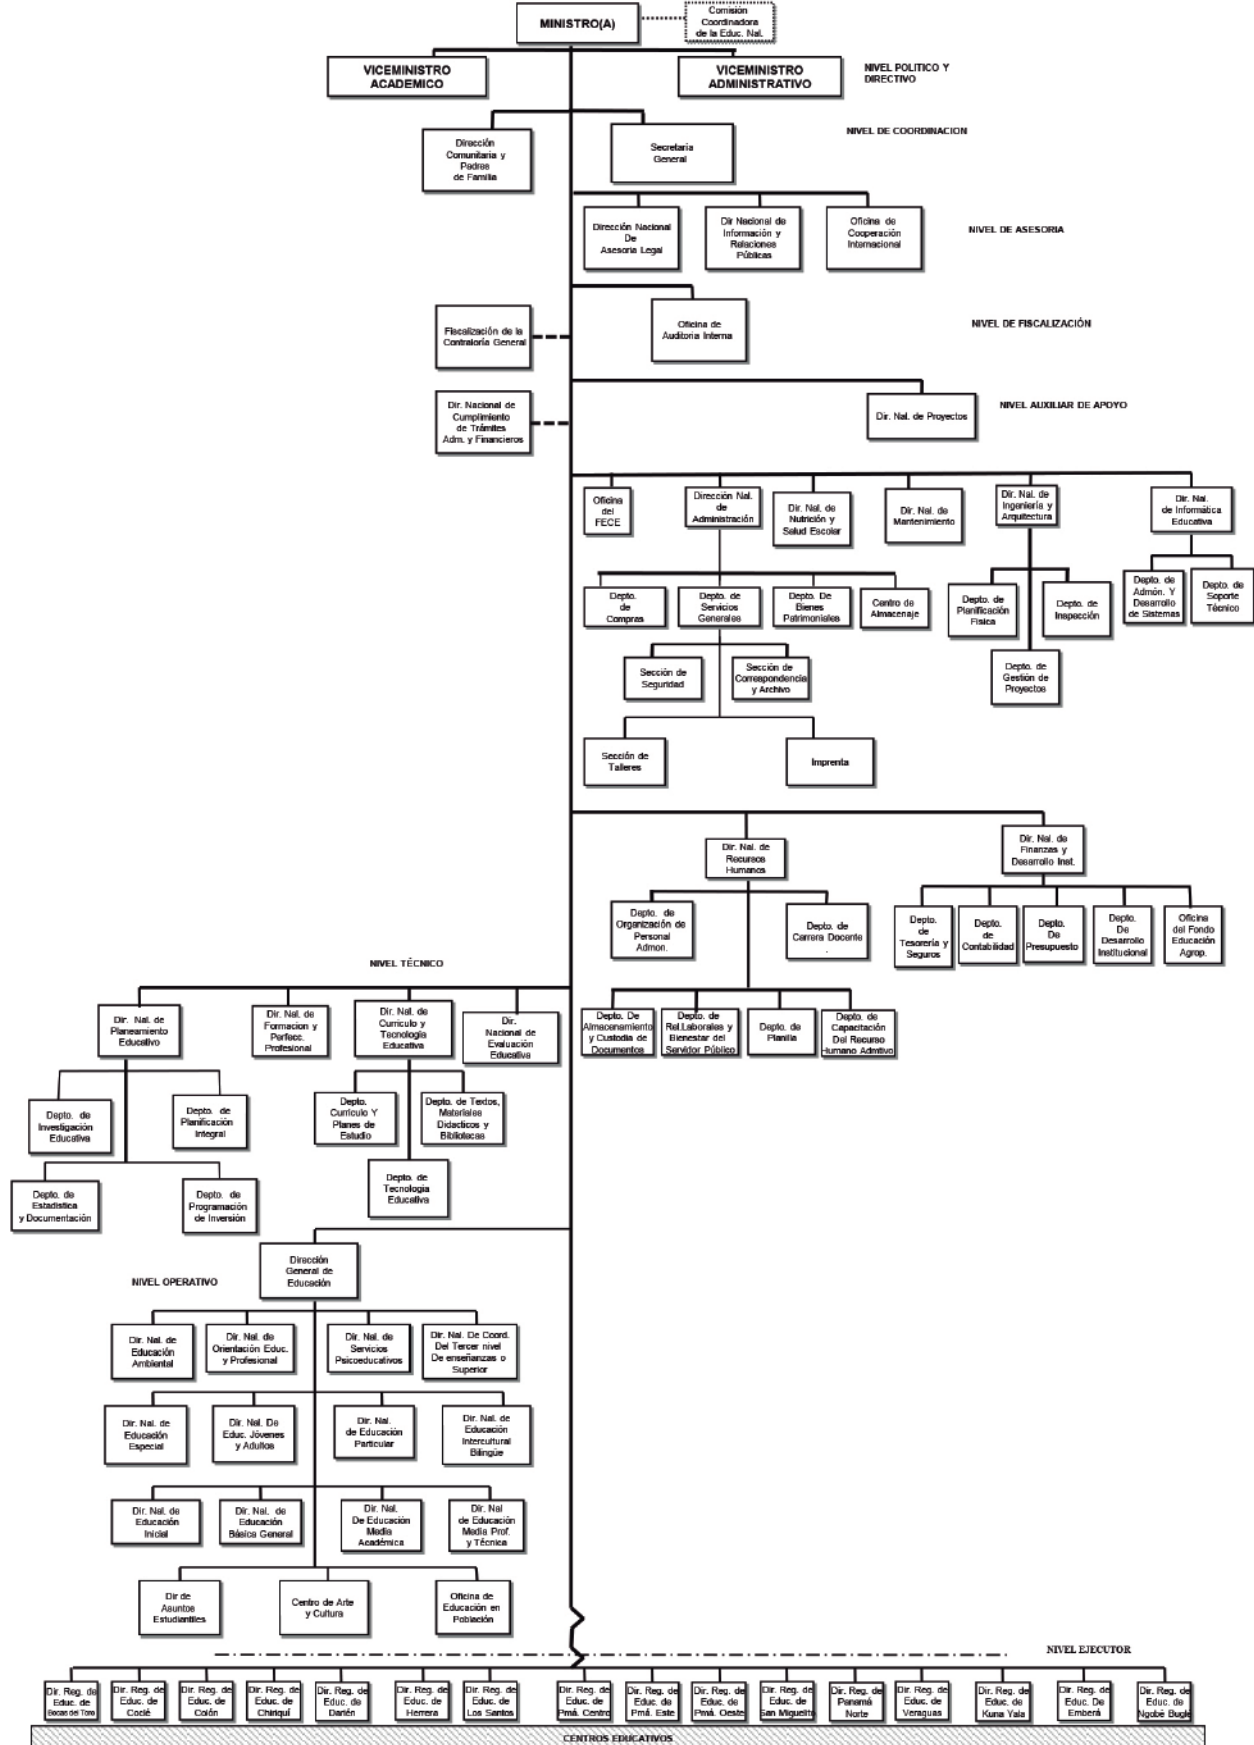 MINISTRO(A)
Comisión
Coordinadora
de la Educ. Nal.
VICEMINISTRO
ACADEMICO
VICEMINISTRO
ADMINISTRATIVO
NIVEL POLITICO Y
DIRECTIVO
NIVEL DE COORDINACION
Dirección
Comunitaria y
Padres
de Familia
Secretaria
General
Dirección Nacional
De
Asesoria Legal
Dir Nacional de
Información y
Relaciones
Públicas
Oficina de
Cooperación
Internacional
NIVEL DE ASESORIA
Fiscalización de la
Contraloría General
Oficina de
Auditoria Interna
NIVEL DE FISCALIZACIÓN
Dir. Nacional de
Cumplimiento
de Trámites
Adm. y Financieros
Dir. Nal. de Proyectos
NIVEL AUXILIAR DE APOYO
Oficina
del
FECE
Dirección Nal.
de
Administración
Dir. Nal. de
Nutrición y
Salud Escolar
Dir. Nal. de
Mantenimiento
Dir. Nal. de
Ingeniería y
Arquitectura
Dir. Nal.
de Informática
Educativa
Depto.
de
Compras
Depto. de
Servicios
Generales
Depto. De
Bienes
Patrimoniales
Centro de
Almacenaje
Depto. de
Planificación
Física
Depto. de
Inspección
Depto. de
Admón. Y
Desarrollo
de Sistemas
Depto. de
Soporte
Técnico
Sección de
Seguridad
Sección de
Correspondencia
y Archivo
Depto. de
Gestión de
Proyectos
Sección de
Talleres
Imprenta
Dir. Nal. de
Recursos
Humanos
Dir. Nal. de
Finanzas y
Desarrollo Inst.
Depto. de
Organización de
Personal
Admon.
Depto. de
Carrera Docente
.
Depto.
de
Tesorería y
Seguros
Depto.
de
Contabilidad
Depto.
De
Presupuesto
Depto.
De
Desarrollo
Institucional
Oficina
del Fondo
Educación
Agrop.
Depto. De
Almacenamiento
y Custodia de
Documentos
Depto. de
Rel.Laborales y
Bienestar del
Servidor Público
Depto. de
Planilla
Depto. de
Capacitación
Del Recurso
Humano Admtivo
NIVEL TÉCNICO
Dir. Nal. de
Planeamiento
Educativo
Dir. Nal. de
Formacion y
Perfecc.
Profesional
Dir. Nal. de
Currículo y
Tecnología
Educativa
Dir.
Nacional de
Evaluación
Educativa
Depto. de
Investigación
Educativa
Depto. de
Planificación
Integral
Depto.
Currículo Y
Planes de
Estudio
Depto. de Textos,
Materiales
Didacticos y
Bibliotecas
Depto. de
Estadística
y Documentación
Depto. de
Programación
de Inversión
Depto. de
Tecnología
Educativa
Dirección
General de
Educación
NIVEL OPERATIVO
Dir. Nal. de
Educación
Ambiental
Dir. Nal. de
Orientación Educ.
y Profesional
Dir. Nal. de
Servicios
Psicoeducativos
Dir. Nal. De Coord.
Del Tercer nivel
De enseñanzas o
Superior
Dir. Nal. de
Educación
Especial
Dir. Nal. De
Educ. Jóvenes
y Adultos
Dir. Nal.
de Educación
Particular
Dir. Nal. de
Educación
Intercultural
Bilingüe
Dir. Nal. de
Educación
Inicial
Dir. Nal. de
Educación
Básica General
Dir. Nal.
De Educación
Media
Académica
Dir. Nal
de Educación
Media Prof.
y Técnica
Dir de
Asuntos
Estudiantiles
Centro de Arte
y Cultura
Oficina de
Educación en
Población
NIVEL EJECUTOR
Dir. Reg. de
Educ. de
Bocas del Toro
Dir. Reg. de
Educ. de
Coclé
Dir. Reg. de
Educ. de
Colón
Dir. Reg. de
Educ. de
Chiriquí
Dir. Reg. de
Educ. de
Darién
Dir. Reg. de
Educ. de
Herrera
Dir. Reg. de
Educ. de
Los Santos
Dir. Reg. de
Educ. de
Pmá. Centro
Dir. Reg. de
Educ. de
Pmá. Este
Dir. Reg. de
Educ. de
Pmá. Oeste
Dir. Reg. de
Educ. de
San Miguelito
Dir. Reg. de
Panamá
Norte
Dir. Reg. de
Educ. de
Veraguas
Dir. Reg. de
Educ. de
Kuna Yala
Dir. Reg. de
Educ. De
Emberá
Dir. Reg. de
Educ. de
Ngobé Buglé
CENTROS EDUCATIVOS